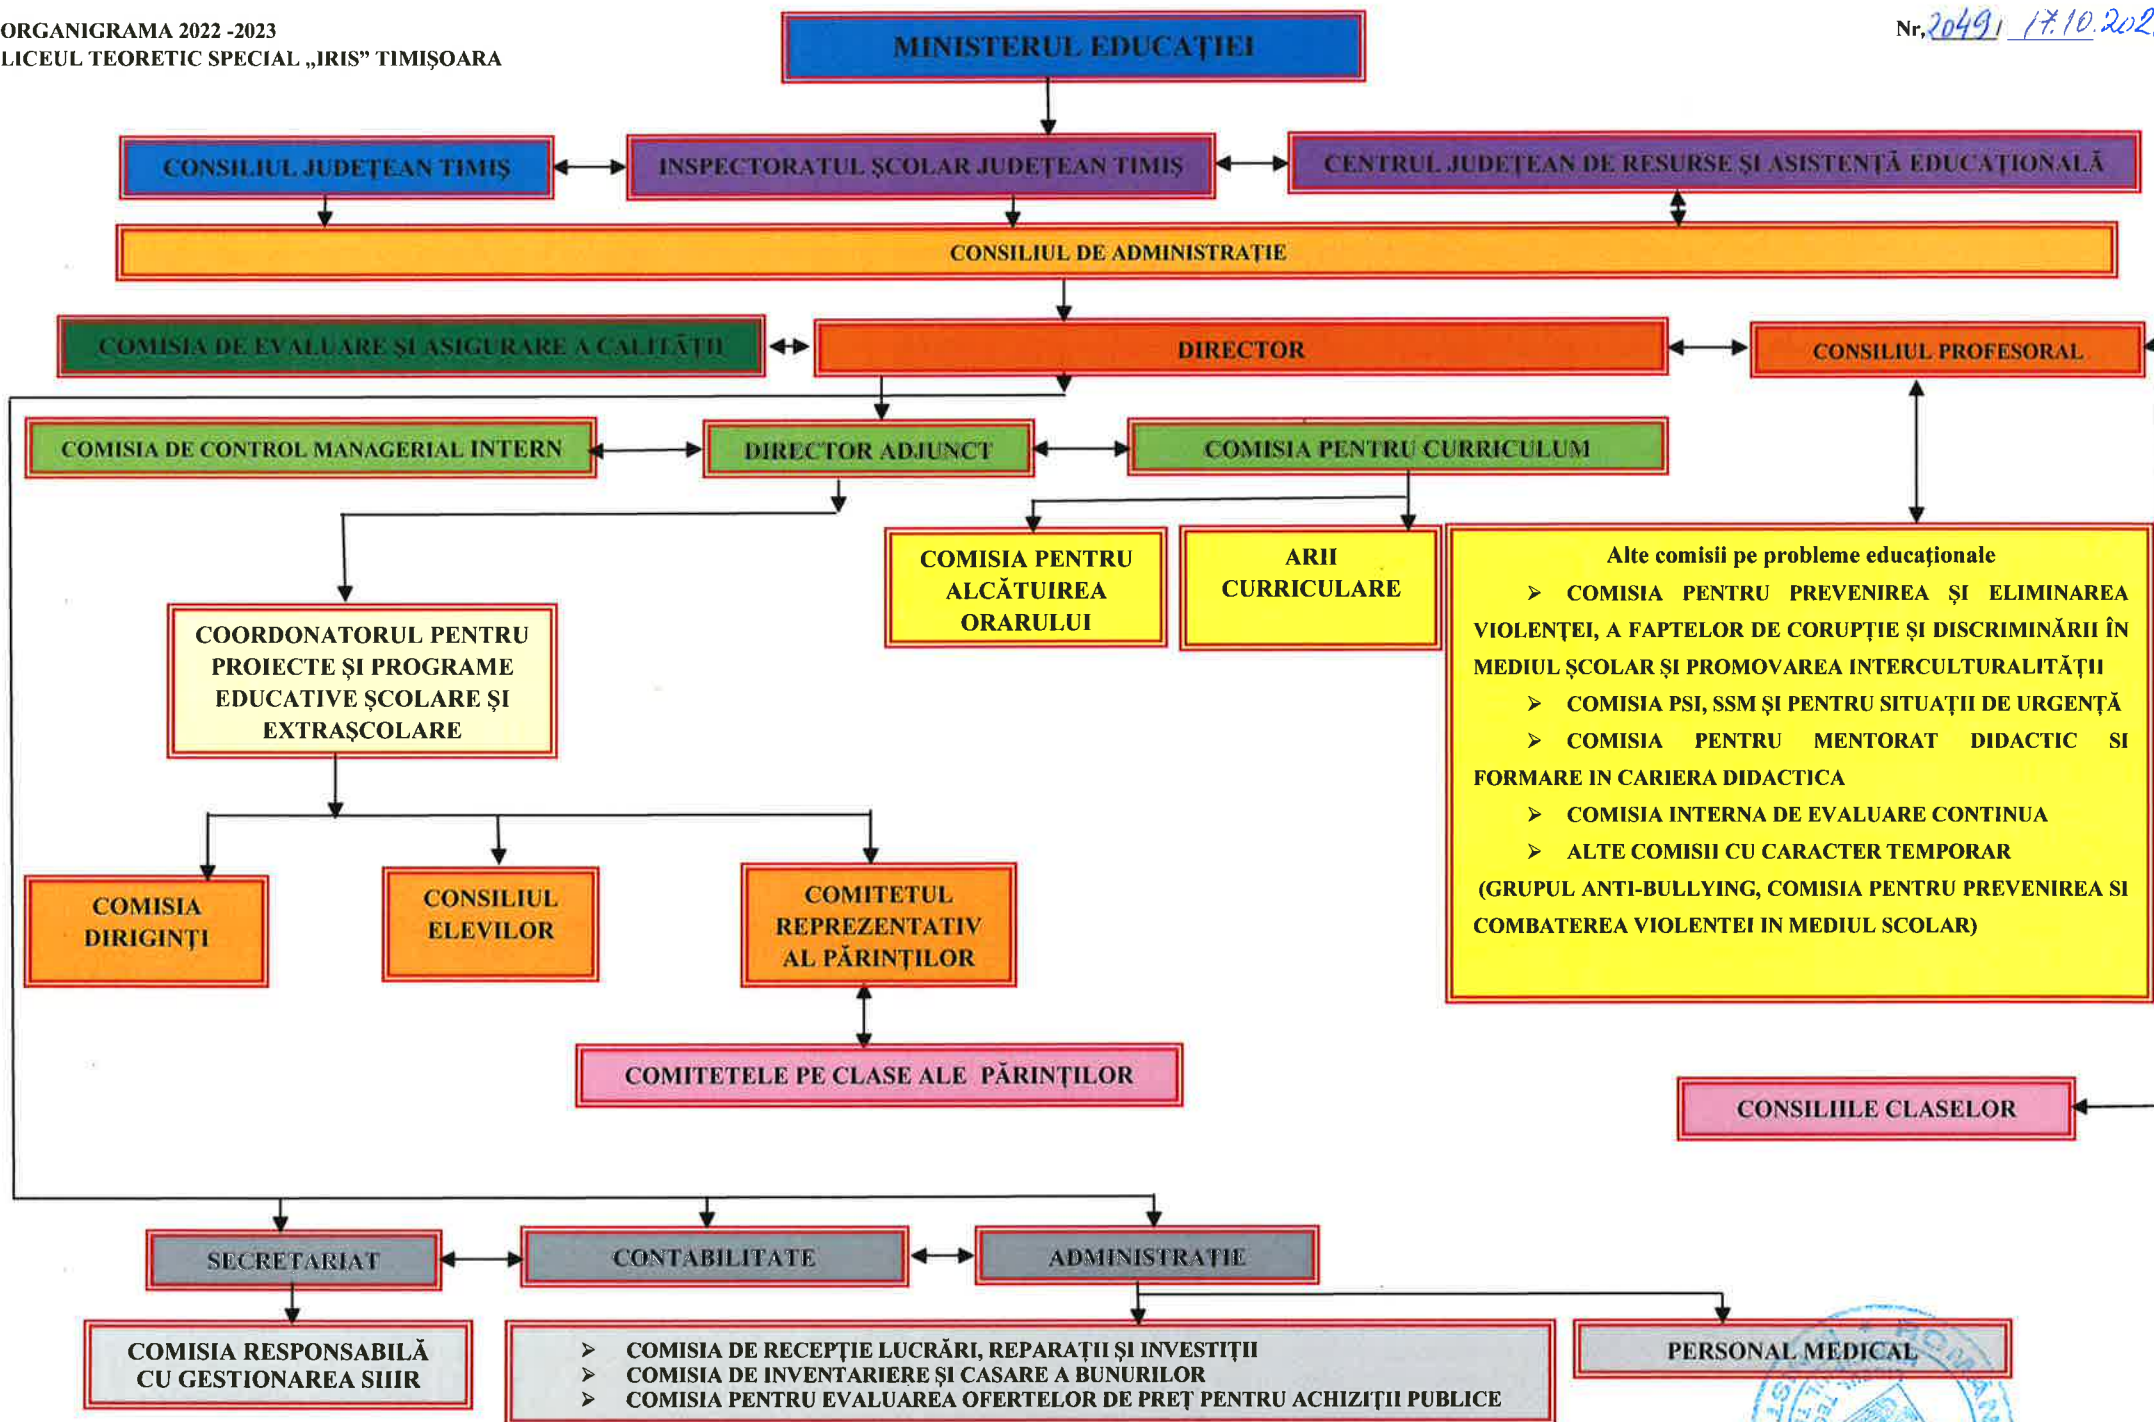 ORGANIGRAMA 2022 -2023
LICEUL TEORETIC SPECIAL „IRIS” TIMIȘOARA
Nr. 2049 / 17.10.202
MINISTERUL EDUCAȚIEI
CONSILIUL JUDEȚEAN TIMIȘ
INSPECTORATUL ȘCOLAR JUDEȚEAN TIMIȘ
CENTRUL JUDEȚEAN DE RESURSE ȘI ASISTENȚĂ EDUCAȚIONALĂ
CONSILIUL DE ADMINISTRAȚIE
COMISIA DE EVALUARE ȘI ASIGURARE A CALITĂȚII
DIRECTOR
CONSILIUL PROFESORAL
COMISIA DE CONTROL MANAGERIAL INTERN
DIRECTOR ADJUNCT
COMISIA PENTRU CURRICULUM
COMISIA PENTRU
ALCĂTUIREA
ORARULUI
ARII
CURRICULARE
Alte comisii pe probleme educaționale
➢ COMISIA PENTRU PREVENIREA ȘI ELIMINAREA
VIOLENȚEI, A FAPTELOR DE CORUPȚIE ȘI DISCRIMINĂRII ÎN
MEDIUL ȘCOLAR ȘI PROMOVAREA INTERCULTURALITĂȚII
➢ COMISIA PSI, SSM ȘI PENTRU SITUAȚII DE URGENȚĂ
➢ COMISIA PENTRU MENTORAT DIDACTIC SI
FORMARE IN CARIERA DIDACTICA
➢ COMISIA INTERNA DE EVALUARE CONTINUA
➢ ALTE COMISII CU CARACTER TEMPORAR
(GRUPUL ANTI-BULLYING, COMISIA PENTRU PREVENIREA SI
COMBATEREA VIOLENTEI IN MEDIUL SCOLAR)
COORDONATORUL PENTRU
PROIECTE ȘI PROGRAME
EDUCATIVE ȘCOLARE ȘI
EXTRAȘCOLARE
COMISIA
DIRIGINȚI
CONSILIUL
ELEVILOR
COMITETUL
REPREZENTATIV
AL PĂRINȚILOR
COMITETELE PE CLASE ALE PĂRINȚILOR
CONSILIILE CLASELOR
SECRETARIAT
CONTABILITATE
ADMINISTRAȚIE
COMISIA RESPONSABILĂ
CU GESTIONAREA SIIIR
➢ COMISIA DE RECEPȚIE LUCRĂRI, REPARAȚII ȘI INVESTIȚII
➢ COMISIA DE INVENTARIERE ȘI CASARE A BUNURILOR
➢ COMISIA PENTRU EVALUAREA OFERTELOR DE PREȚ PENTRU ACHIZIȚII PUBLICE
PERSONAL MEDICAL